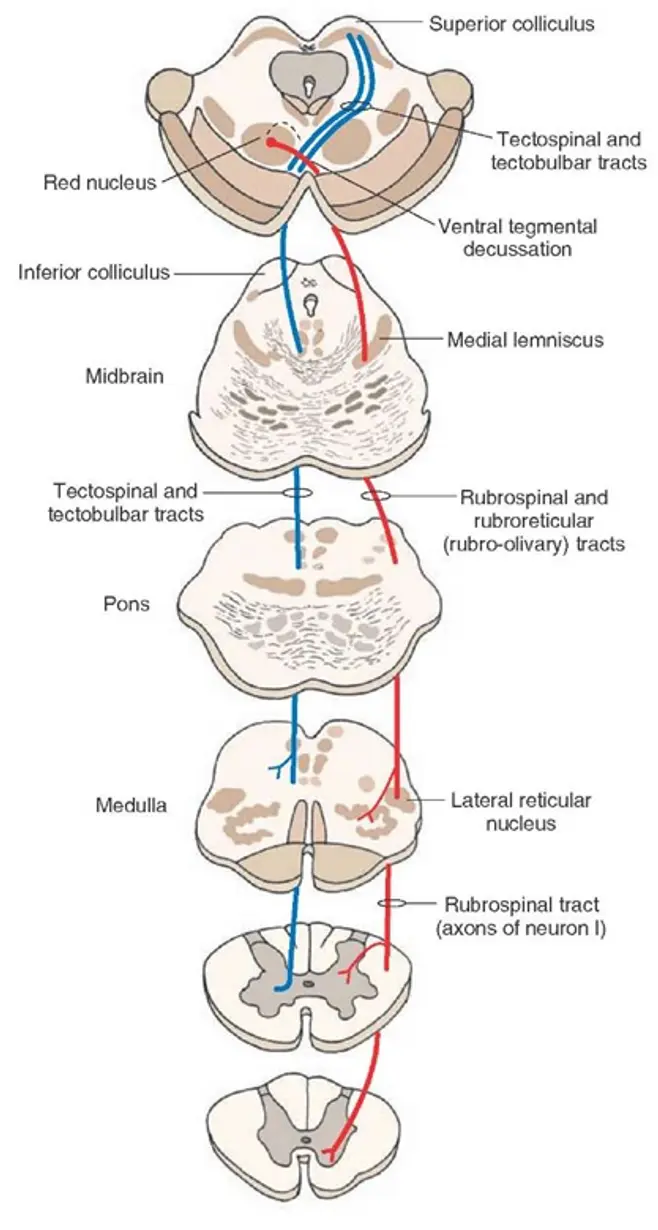 Superior colliculus
Tectospinal and
tectobulbar tracts
Red nucleus
Ventral tegmental
decussation
Inferior colliculus
Medial lemniscus
Midbrain
Tectospinal and
tectobulbar tracts
Rubrospinal and
rubroreticular
(rubro-olivary) tracts
Pons
Medulla
Lateral reticular
nucleus
Rubrospinal tract
(axons of neuron I)